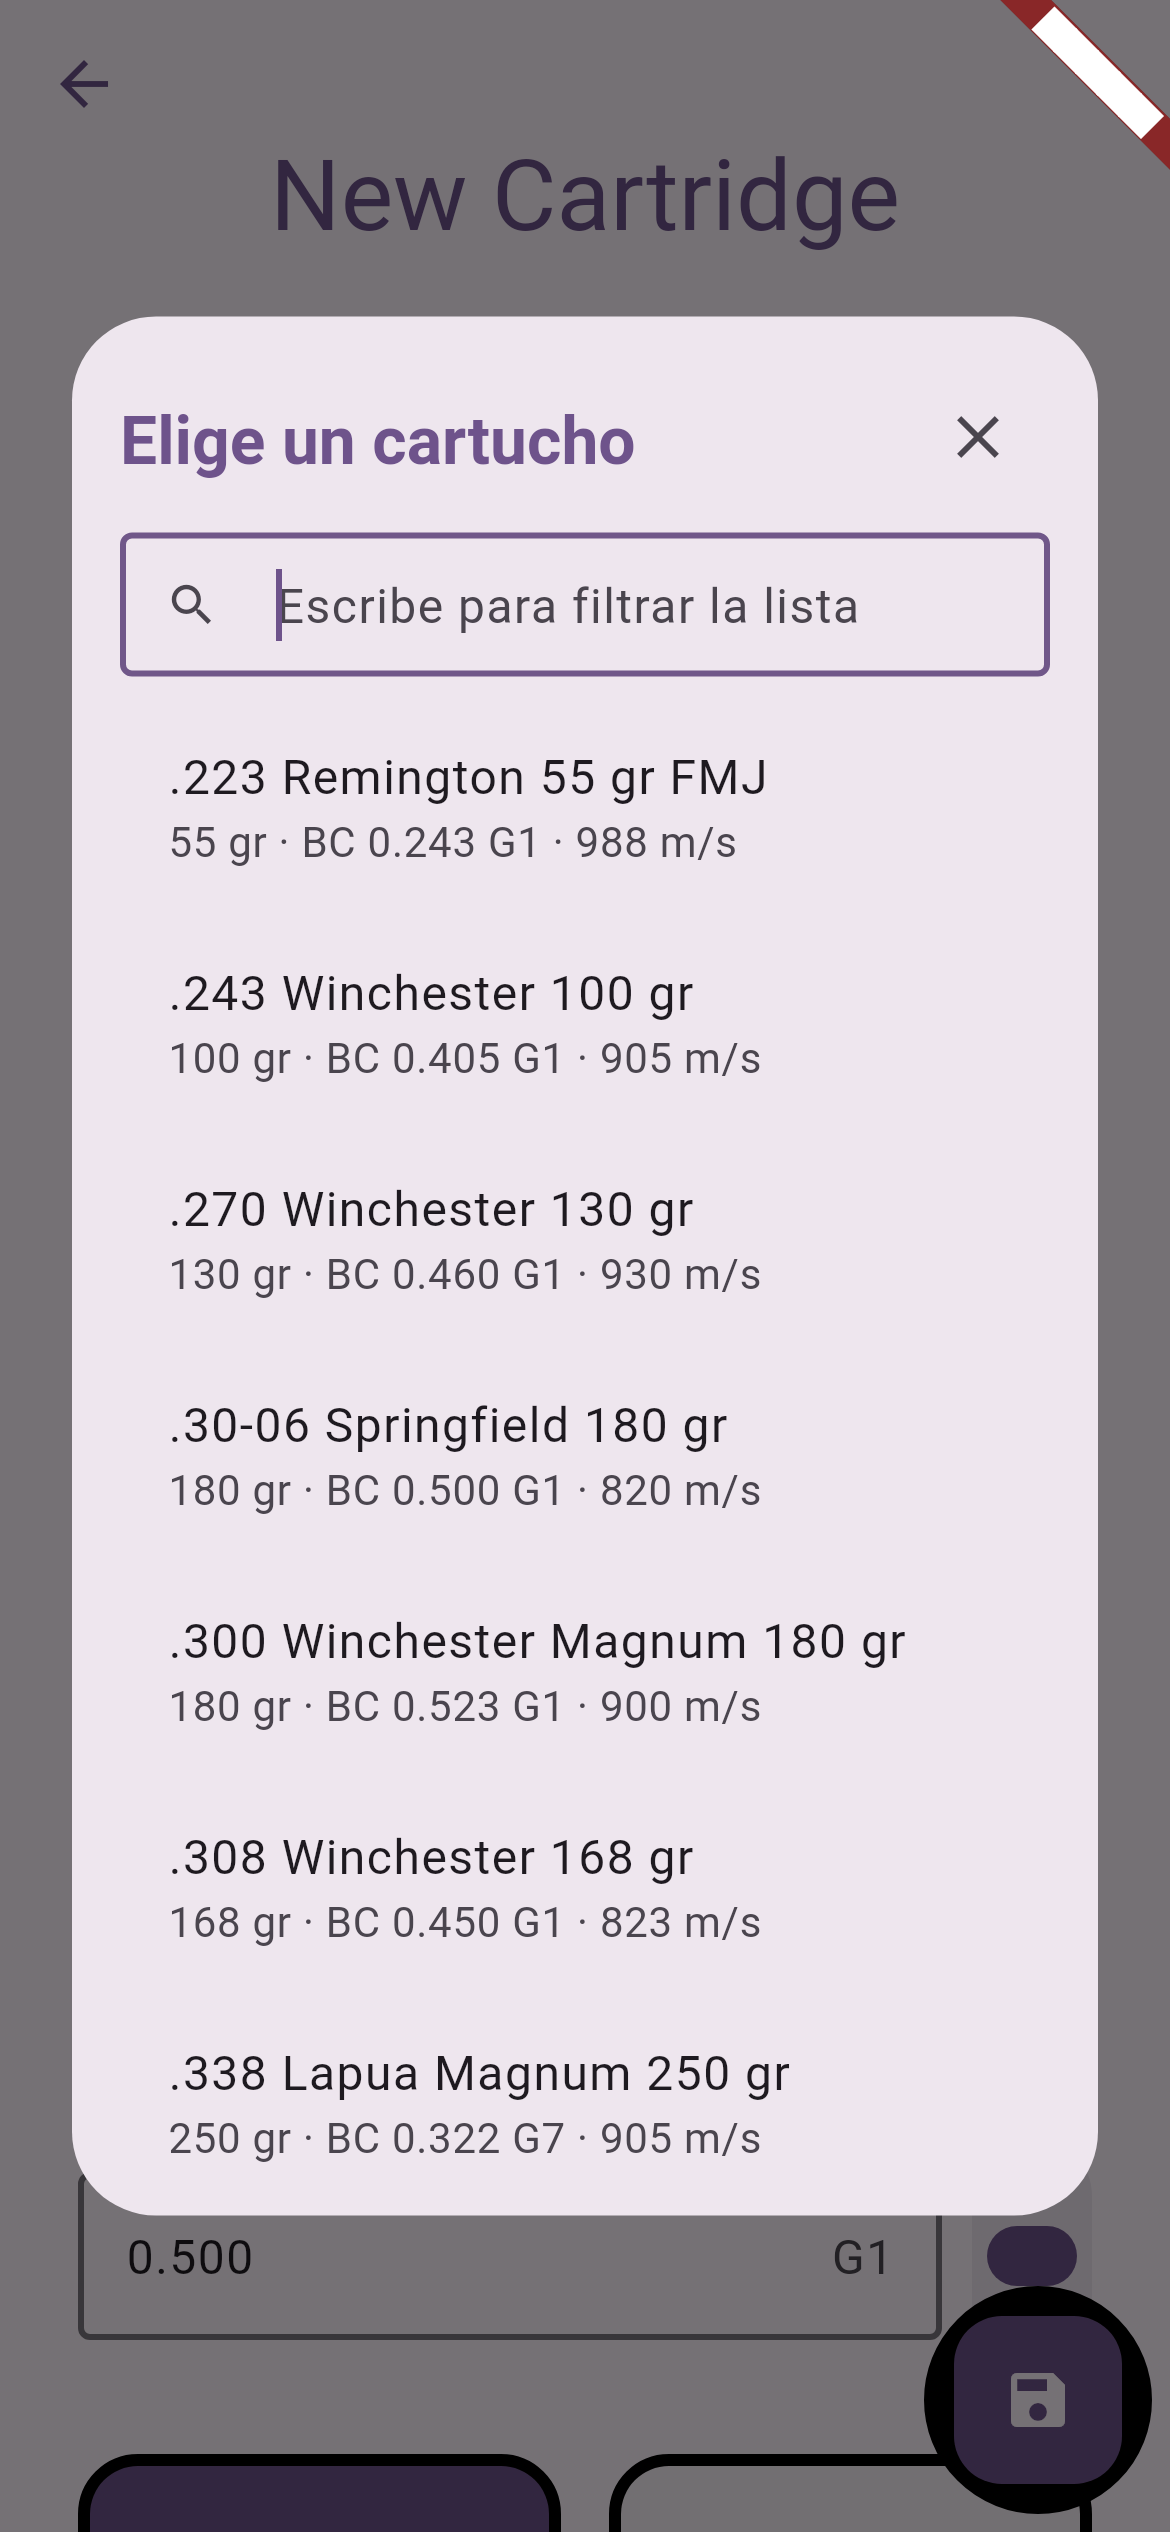 New Cartridge
Elige un cartucho
Escribe para filtrar la lista
.223 Remington 55 gr FMJ
55 gr · BC 0.243 G1 · 988 m/s
.243 Winchester 100 gr
100 gr · BC 0.405 G1 · 905 m/s
.270 Winchester 130 gr
130 gr · BC 0.460 G1 · 930 m/s
.30-06 Springfield 180 gr
180 gr · BC 0.500 G1 · 820 m/s
.300 Winchester Magnum 180 gr
180 gr · BC 0.523 G1 · 900 m/s
.308 Winchester 168 gr
168 gr · BC 0.450 G1 · 823 m/s
.338 Lapua Magnum 250 gr
250 gr · BC 0.322 G7 · 905 m/s
0.500 G1